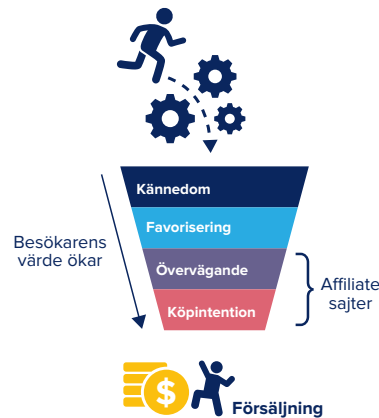 Kännedom
Favorisering
Övervägande
Köpintention
Besökarens
värde ökar
Affiliate
sajter
$
Försäljning